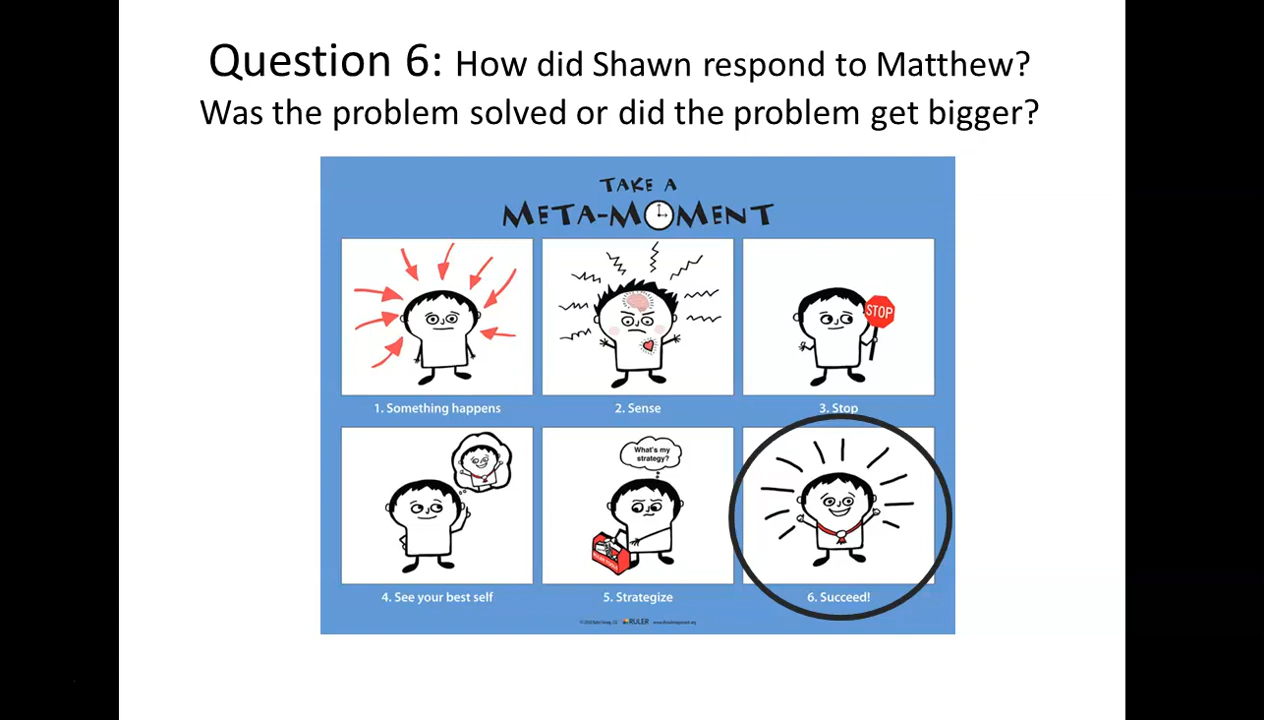 Question 6: How did Shawn respond to Matthew?
Was the problem solved or did the problem get bigger?
TAKE A
META-MOMENT
STOP
1. Something happens
2. Sense
3. Stop
What's my
strategy?
4. See your best self
5. Strategize
6. Succeed!
RULER